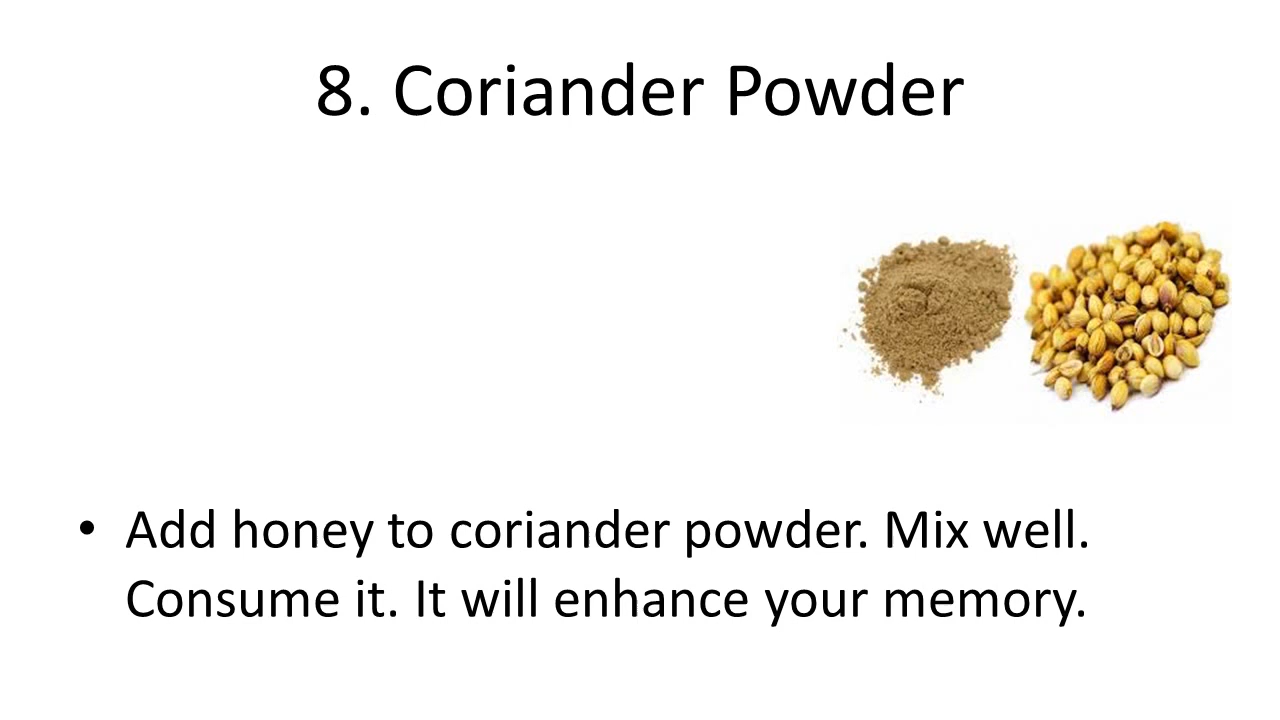 8. Coriander Powder
• Add honey to coriander powder. Mix well.
Consume it. It will enhance your memory.